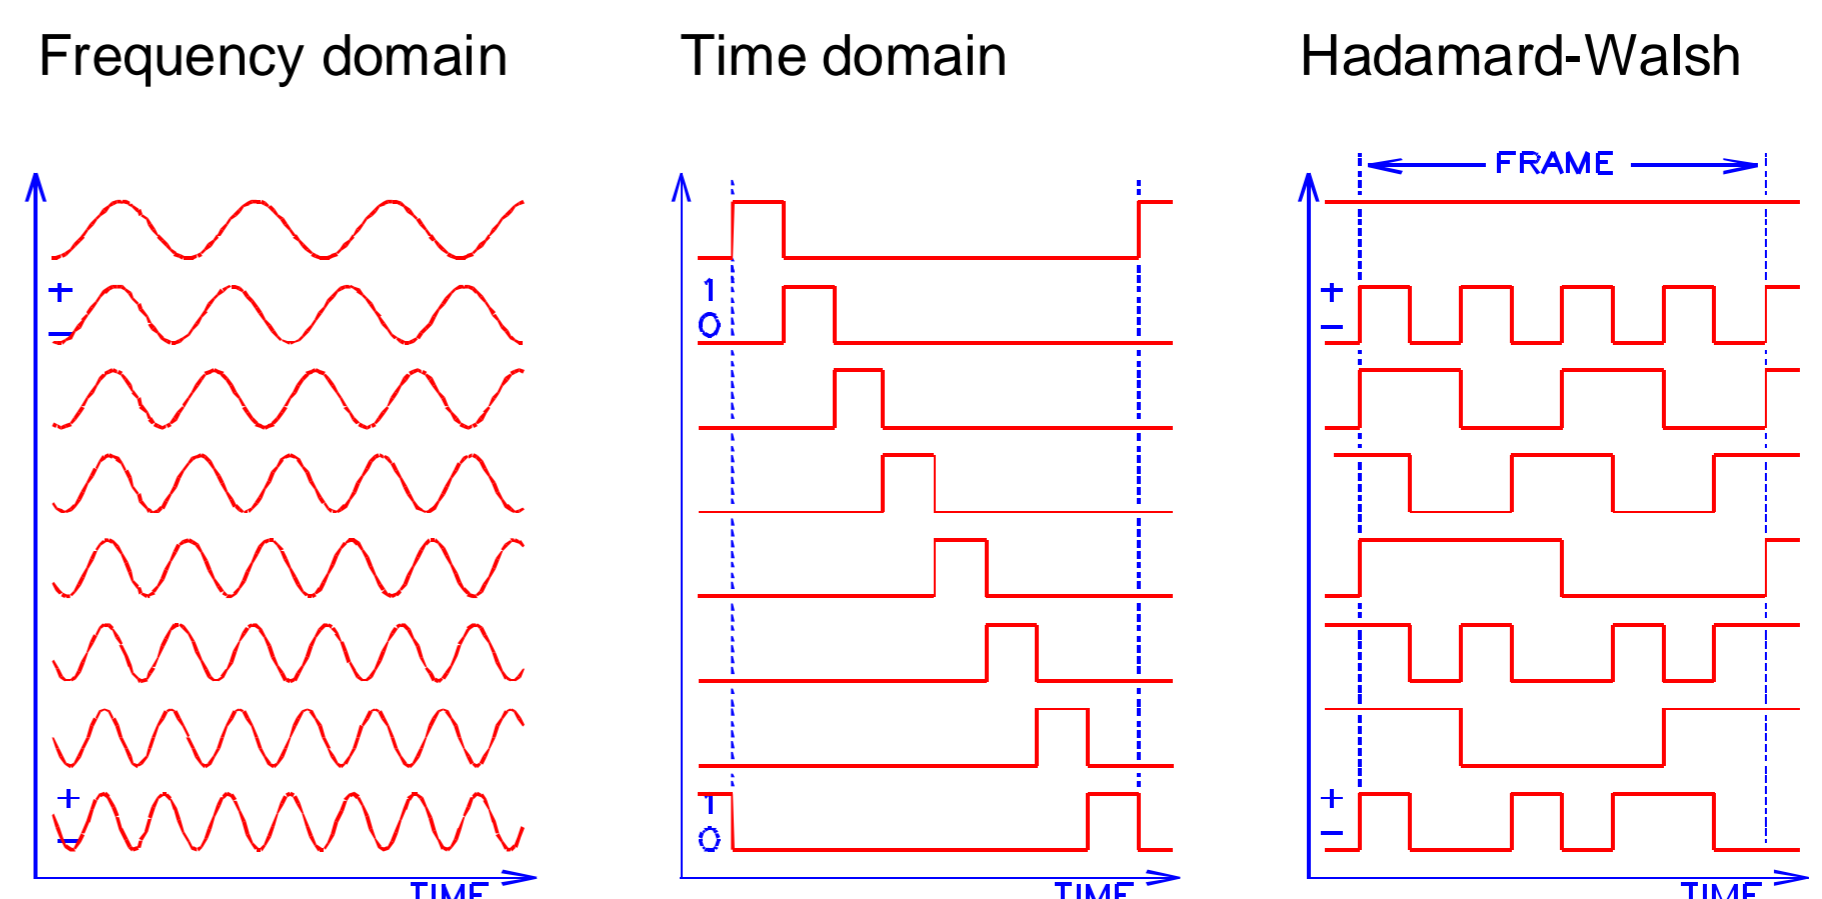 Frequency domain
Time domain
Hadamard-Walsh
FRAME
+
−
1
0
+
−
+
−
1
0
+
−
TIME
TIME
TIME